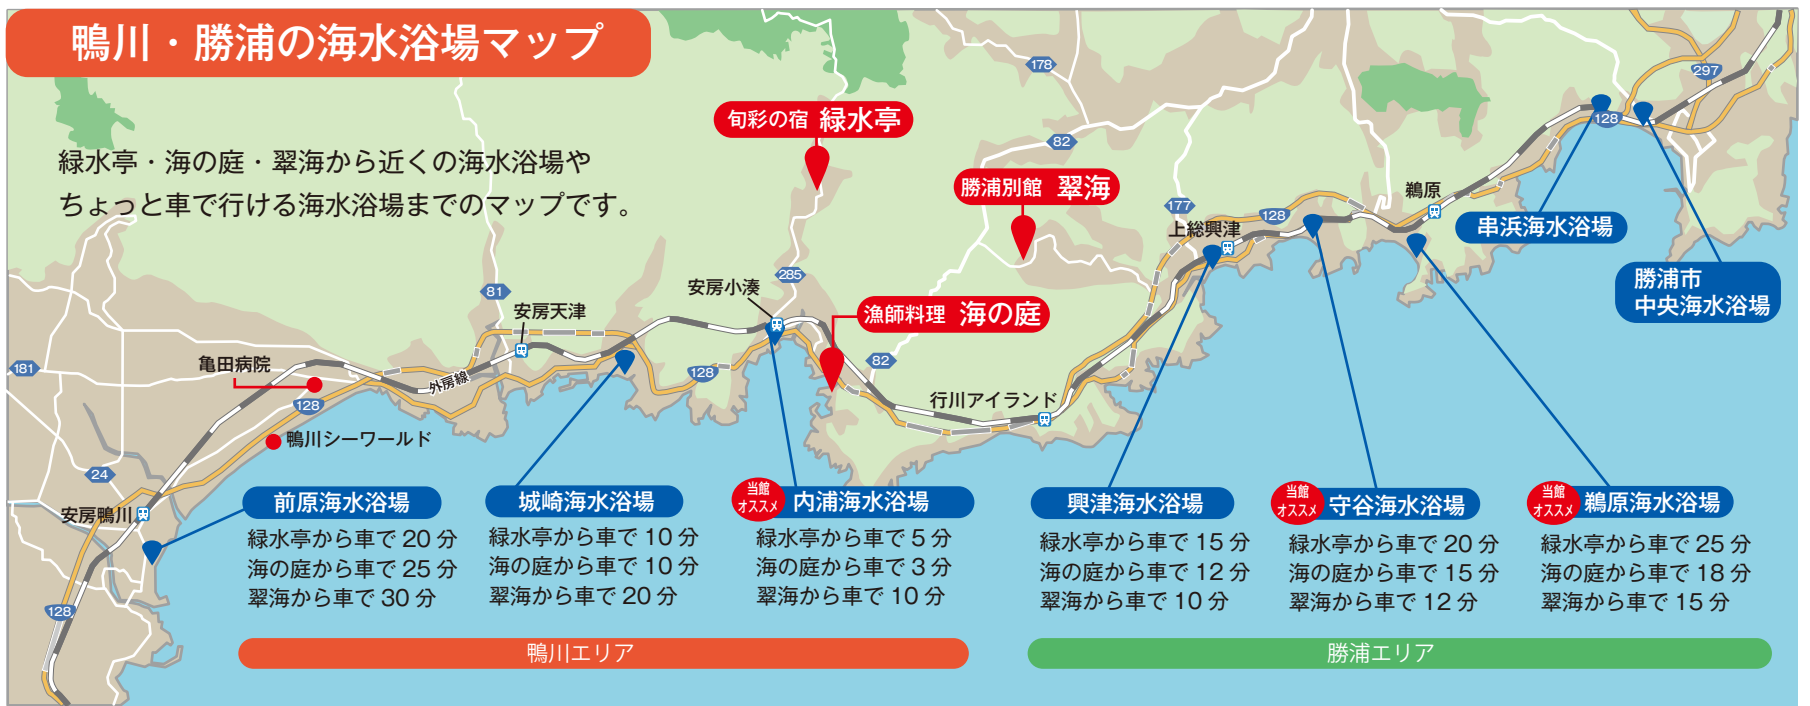 鴨川・勝浦の海水浴場マップ
緑水亭・海の庭・翠海から近くの海水浴場や
ちょっと車で行ける海水浴場までのマップです。
旬彩の宿 緑水亭
勝浦別館 翠海
漁師料理 海の庭
178
82
177
128
297
128
285
81
82
128
181
128
24
128
上総興津
鵜原
安房小湊
安房天津
亀田病院
外房線
行川アイランド
鴨川シーワールド
安房鴨川
串浜海水浴場
勝浦市
中央海水浴場
前原海水浴場
緑水亭から車で 20 分
海の庭から車で 25 分
翠海から車で 30 分
城崎海水浴場
緑水亭から車で 10 分
海の庭から車で 10 分
翠海から車で 20 分
当館
オススメ
内浦海水浴場
緑水亭から車で 5 分
海の庭から車で 3 分
翠海から車で 10 分
興津海水浴場
緑水亭から車で 15 分
海の庭から車で 12 分
翠海から車で 10 分
当館
オススメ
守谷海水浴場
緑水亭から車で 20 分
海の庭から車で 15 分
翠海から車で 12 分
当館
オススメ
鵜原海水浴場
緑水亭から車で 25 分
海の庭から車で 18 分
翠海から車で 15 分
鴨川エリア
勝浦エリア